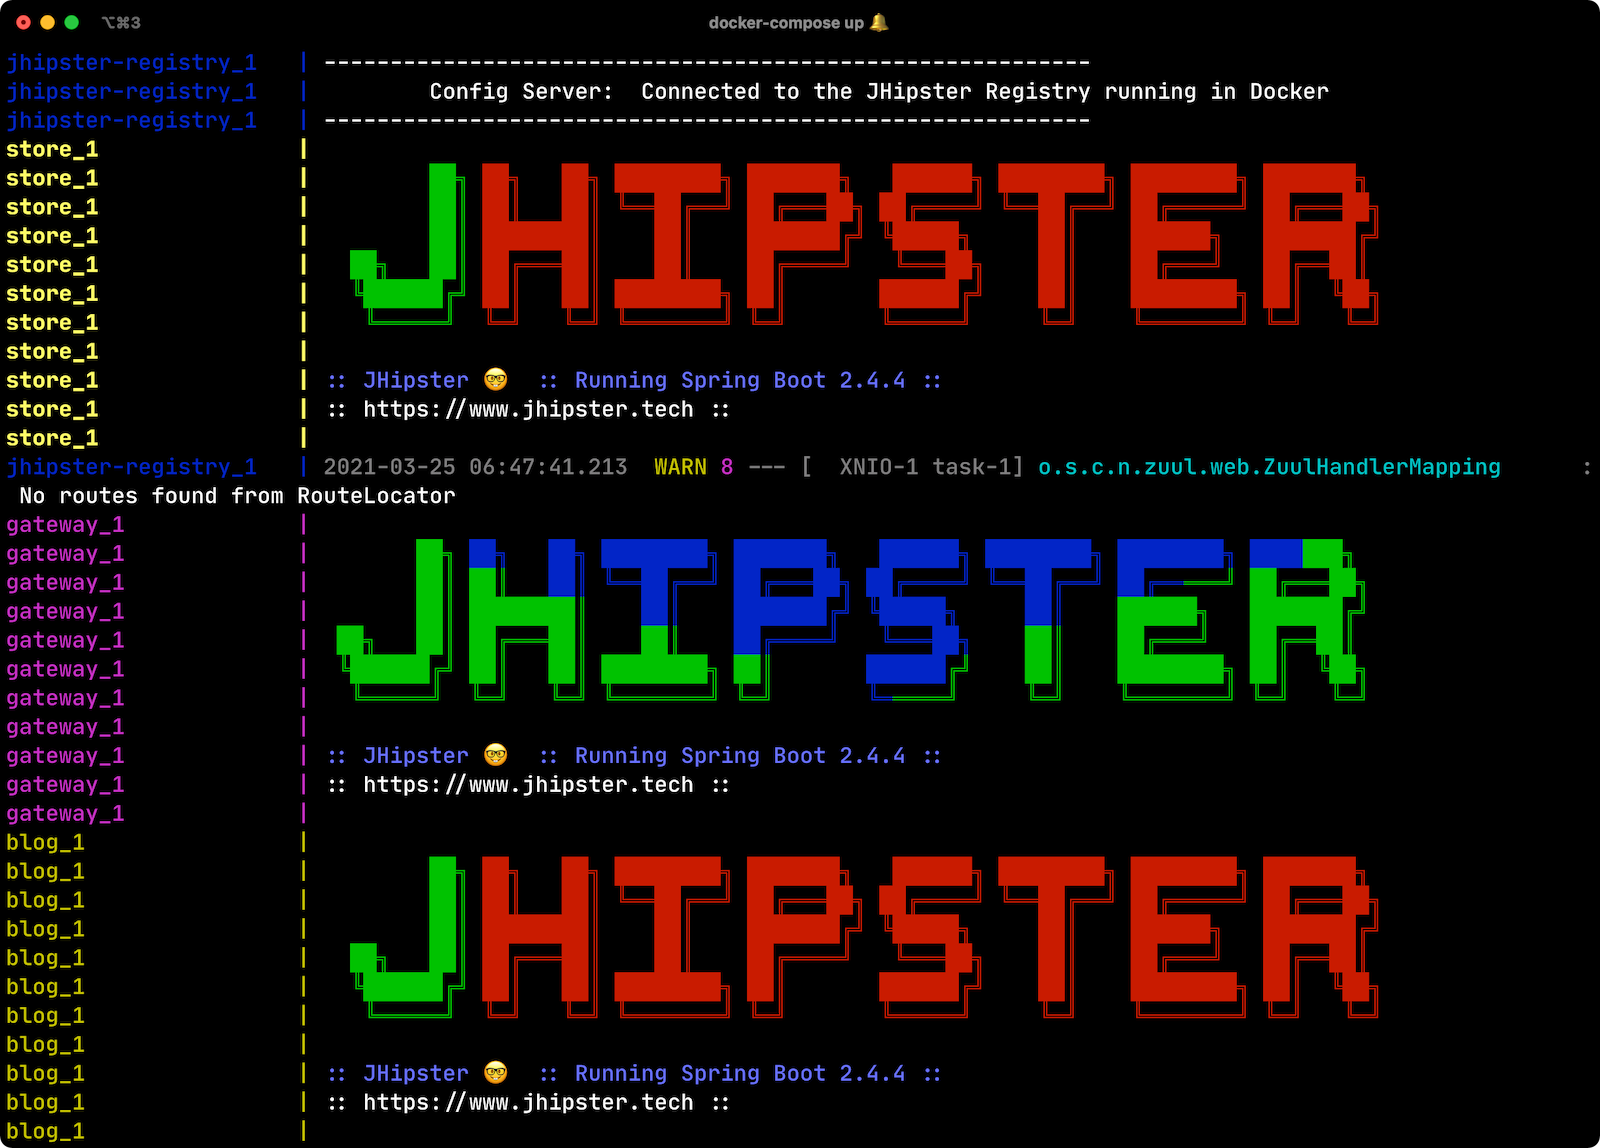 ⌥⌘3 docker-compose up 🔔
jhipster-registry_1 | ----------------------------------------------------------
jhipster-registry_1 | Config Server: Connected to the JHipster Registry running in Docker
jhipster-registry_1 | ----------------------------------------------------------
store_1 |
store_1 |
store_1 |
store_1 |
store_1 |
store_1 |
store_1 |
store_1 |
JHIPSTER
store_1 | :: JHipster 🤓 :: Running Spring Boot 2.4.4 ::
store_1 | :: https://www.jhipster.tech ::
store_1 |
jhipster-registry_1 | 2021-03-25 06:47:41.213 WARN 8 --- [ XNIO-1 task-1] o.s.c.n.zuul.web.ZuulHandlerMapping :
No routes found from RouteLocator
gateway_1 |
gateway_1 |
gateway_1 |
gateway_1 |
gateway_1 |
gateway_1 |
gateway_1 |
gateway_1 |
JHIPSTER
gateway_1 | :: JHipster 🤓 :: Running Spring Boot 2.4.4 ::
gateway_1 | :: https://www.jhipster.tech ::
gateway_1 |
blog_1 |
blog_1 |
blog_1 |
blog_1 |
blog_1 |
blog_1 |
blog_1 |
blog_1 |
JHIPSTER
blog_1 | :: JHipster 🤓 :: Running Spring Boot 2.4.4 ::
blog_1 | :: https://www.jhipster.tech ::
blog_1 |